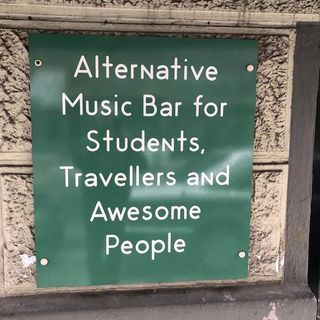 Alternative
Music Bar for
Students,
Travellers and
Awesome
People